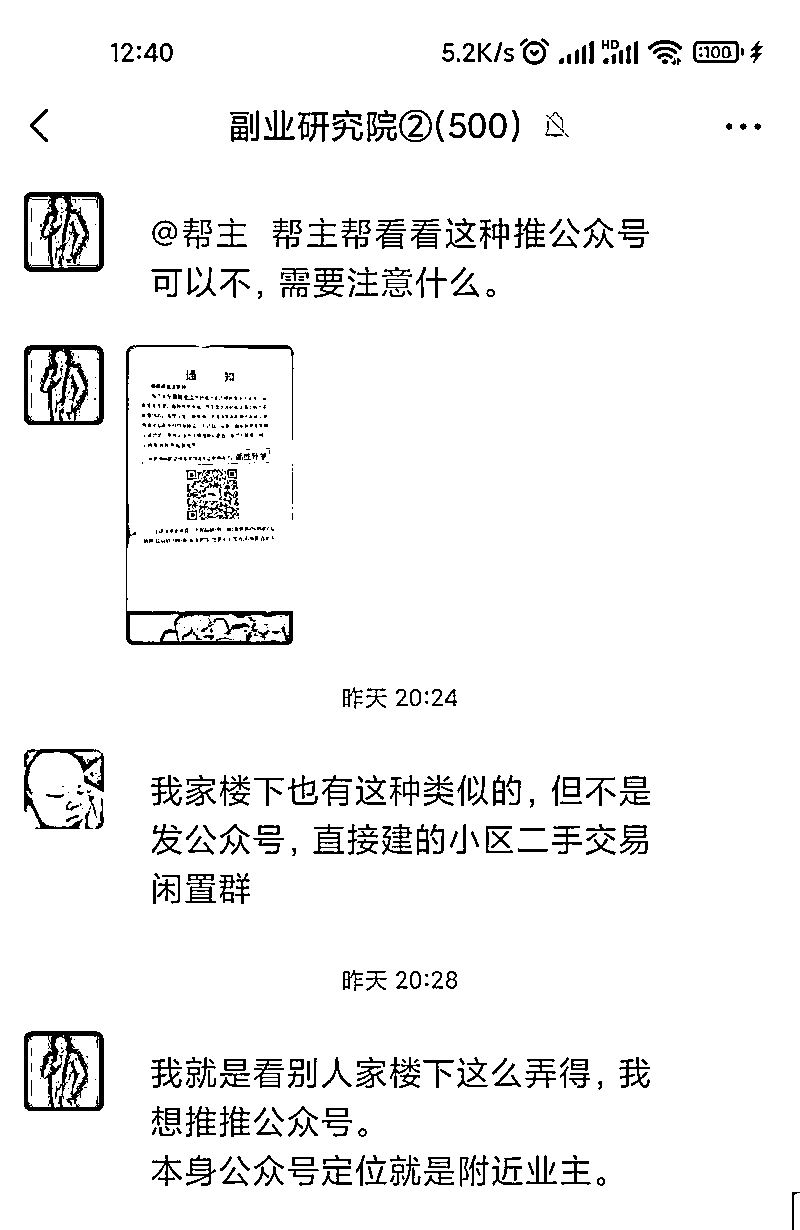 12:40
5.2K/s HD 100
副业研究院②(500)
@帮主 帮主帮看看这种推公众号
可以不，需要注意什么。
通 知
昨天 20:24
我家楼下也有这种类似的，但不是
发公众号，直接建的小区二手交易
闲置群
昨天 20:28
我就是看别人家楼下这么弄得，我
想推推公众号。
本身公众号定位就是附近业主。